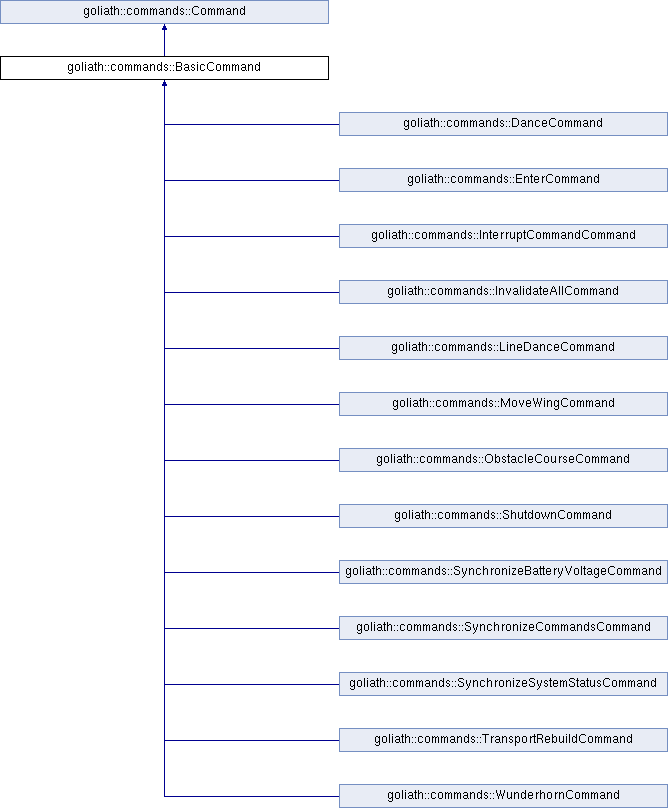 goliath::commands::Command
goliath::commands::BasicCommand
goliath::commands::DanceCommand
goliath::commands::EnterCommand
goliath::commands::InterruptCommandCommand
goliath::commands::InvalidateAllCommand
goliath::commands::LineDanceCommand
goliath::commands::MoveWingCommand
goliath::commands::ObstacleCourseCommand
goliath::commands::ShutdownCommand
goliath::commands::SynchronizeBatteryVoltageCommand
goliath::commands::SynchronizeCommandsCommand
goliath::commands::SynchronizeSystemStatusCommand
goliath::commands::TransportRebuildCommand
goliath::commands::WunderhornCommand